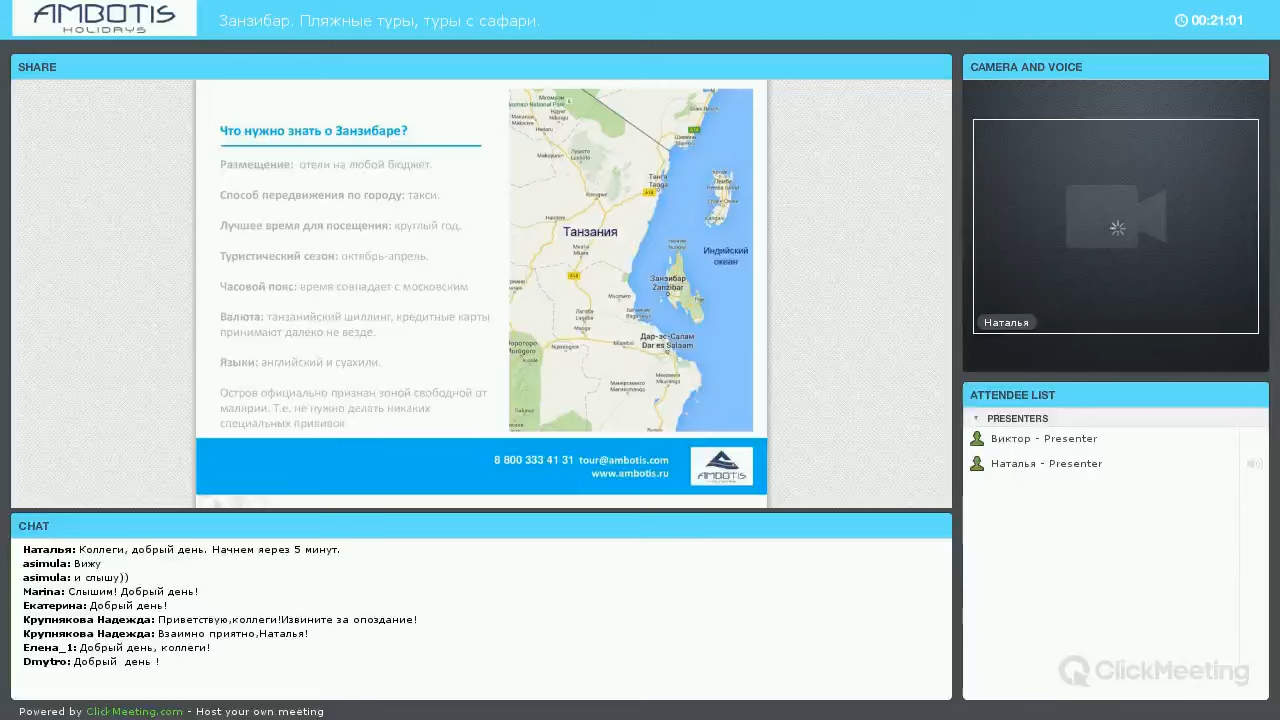 AMBOTIS
HOLIDAYS
Занзибар. Пляжные туры, туры с сафари.
00:21:01
SHARE
Что нужно знать о Занзибаре?
Размещение: отели на любой бюджет.
Способ передвижения по городу: такси.
Лучшее время для посещения: круглый год.
Туристический сезон: октябрь-апрель.
Часовой пояс: время совпадает с московским
Валюта: танзанийский шиллинг, кредитные карты
принимают далеко не везде.
Языки: английский и суахили.
Остров официально признан зоной свободной от
малярии. Т.е. не нужно делать никаких
специальных прививок
Танга
Tanga
A14
Танзания
Индийский
океан
Занзибар
Zanzibar
Дар-эс-Салам
Dar es Salaam
8 800 333 41 31 tour@ambotis.com
www.ambotis.ru
AMBOTIS
HOLIDAYS
CAMERA AND VOICE
Наталья
ATTENDEE LIST
PRESENTERS
Виктор - Presenter
Наталья - Presenter
ClickMeeting
CHAT
Наталья: Коллеги, добрый день. Начнем яерез 5 минут.
asimula: Вижу
asimula: и слышу))
Marina: Слышим! Добрый день!
Екатерина: Добрый день!
Крупнякова Надежда: Приветствую,коллеги!Извините за опоздание!
Крупнякова Надежда: Взаимно приятно,Наталья!
Елена_1: Добрый день, коллеги!
Dmytro: Добрый день !
Powered by ClickMeeting.com - Host your own meeting